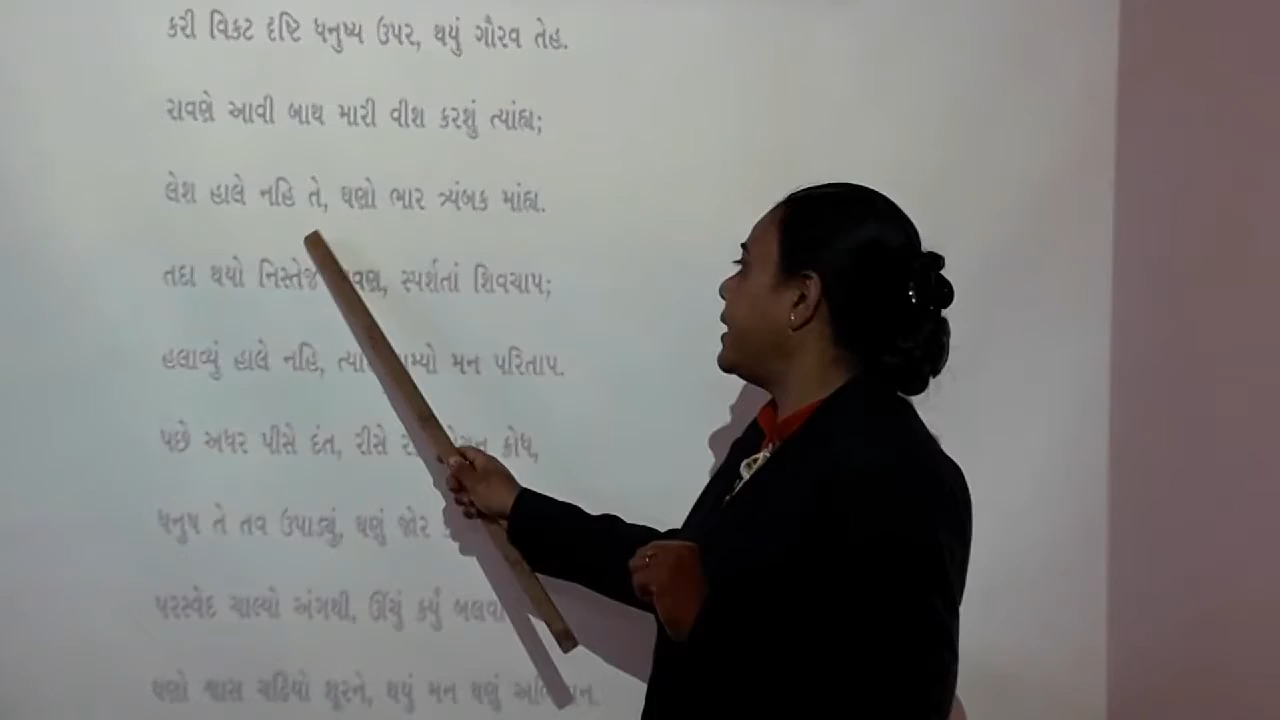 કરી વિકટ દૃષ્ટિ ધનુષ્ય ઉપર, થયું ગૌરવ તેહ.
રાવણે આવી બાથ મારી વીશ કરશું ત્યાંહ્ય;
લેશ હાલે નહિ તે, ઘણો ભાર ત્ર્યંબક માંહ્ય.
તદા થયો નિસ્તેજ સ્પર્શતાં શિવચાપ;
હલાવ્યું હાલે નહિ, મન પરિતાપ.
પછે અધર પીસે દંત, રીસે ક્રોધ,
ધનુષ તે તવ ઉપાડ્યું, ઘણું જોર
પરસ્વેદ ચાલ્યો અંગથી, ઊંચું કર્યું
ઘણો શ્વાસ ચઢિયો શૂરને, થયું મન ઘણું